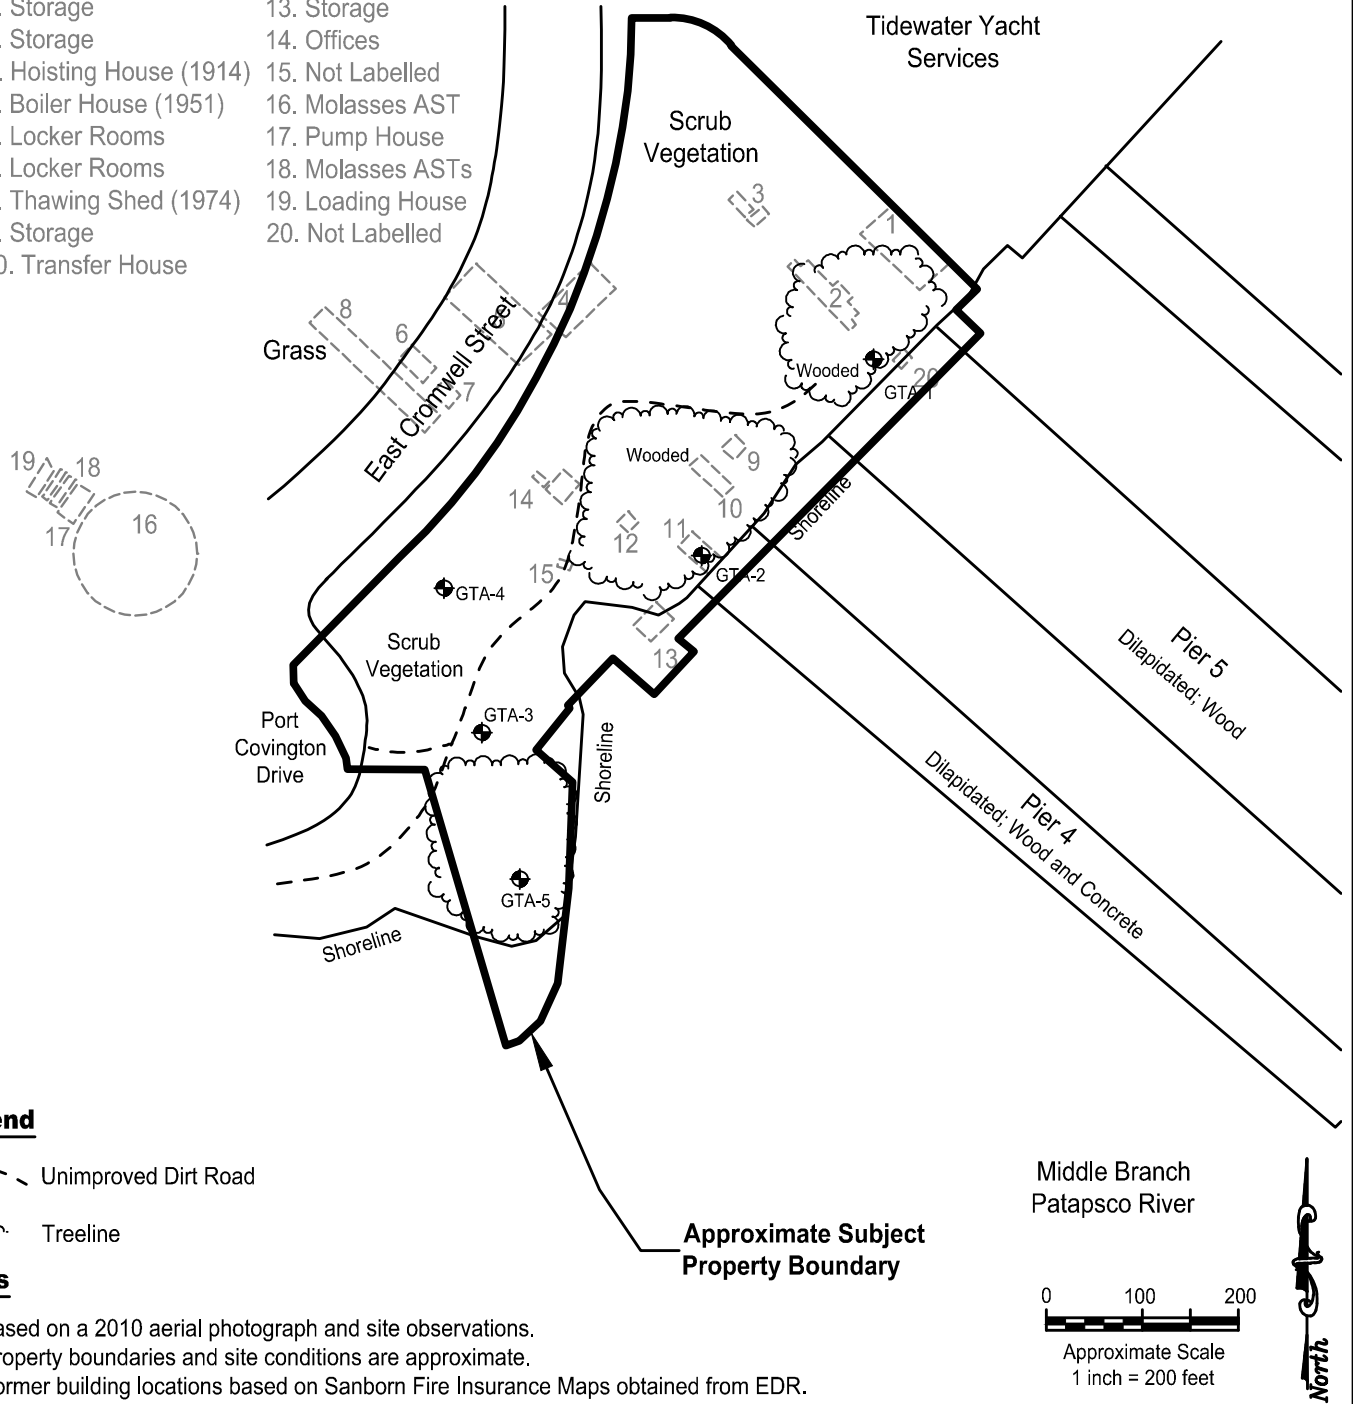 Storage
Storage
Hoisting House (1914)
Boiler House (1951)
Locker Rooms
Locker Rooms
Thawing Shed (1974)
Storage
0. Transfer House
13. Storage
14. Offices
15. Not Labelled
16. Molasses AST
17. Pump House
18. Molasses ASTs
19. Loading House
20. Not Labelled
Tidewater Yacht
Services
Scrub
Vegetation
3
1
2
4
8
6
7
Grass
East Cromwell Street
Wooded
20
GTA-1
Wooded
9
10
11
12
14
15
GTA-2
Shoreline
19
18
17
16
GTA-4
Scrub
Vegetation
13
GTA-3
Port
Covington
Drive
Shoreline
GTA-5
Shoreline
Pier 5
Dilapidated; Wood
Pier 4
Dilapidated; Wood and Concrete
end
Unimproved Dirt Road
Treeline
s
Approximate Subject
Property Boundary
Middle Branch
Patapsco River
0 100 200
Approximate Scale
1 inch = 200 feet
North
ased on a 2010 aerial photograph and site observations.
roperty boundaries and site conditions are approximate.
ormer building locations based on Sanborn Fire Insurance Maps obtained from EDR.